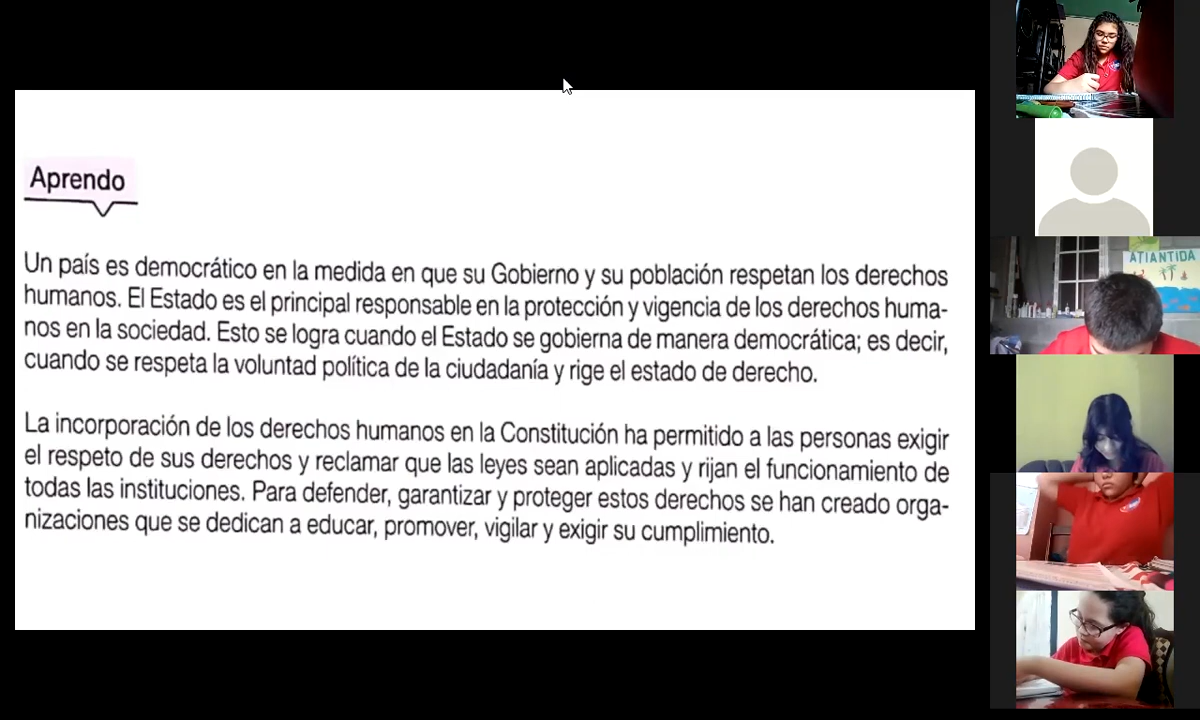 Aprendo
Un país es democrático en la medida en que su Gobierno y su población respetan los derechos
humanos. El Estado es el principal responsable en la protección y vigencia de los derechos huma-
nos en la sociedad. Esto se logra cuando el Estado se gobierna de manera democrática; es decir,
cuando se respeta la voluntad política de la ciudadanía y rige el estado de derecho.
La incorporación de los derechos humanos en la Constitución ha permitido a las personas exigir
el respeto de sus derechos y reclamar que las leyes sean aplicadas y rijan el funcionamiento de
todas las instituciones. Para defender, garantizar y proteger estos derechos se han creado orga-
nizaciones que se dedican a educar, promover, vigilar y exigir su cumplimiento.
ATIANTIDA